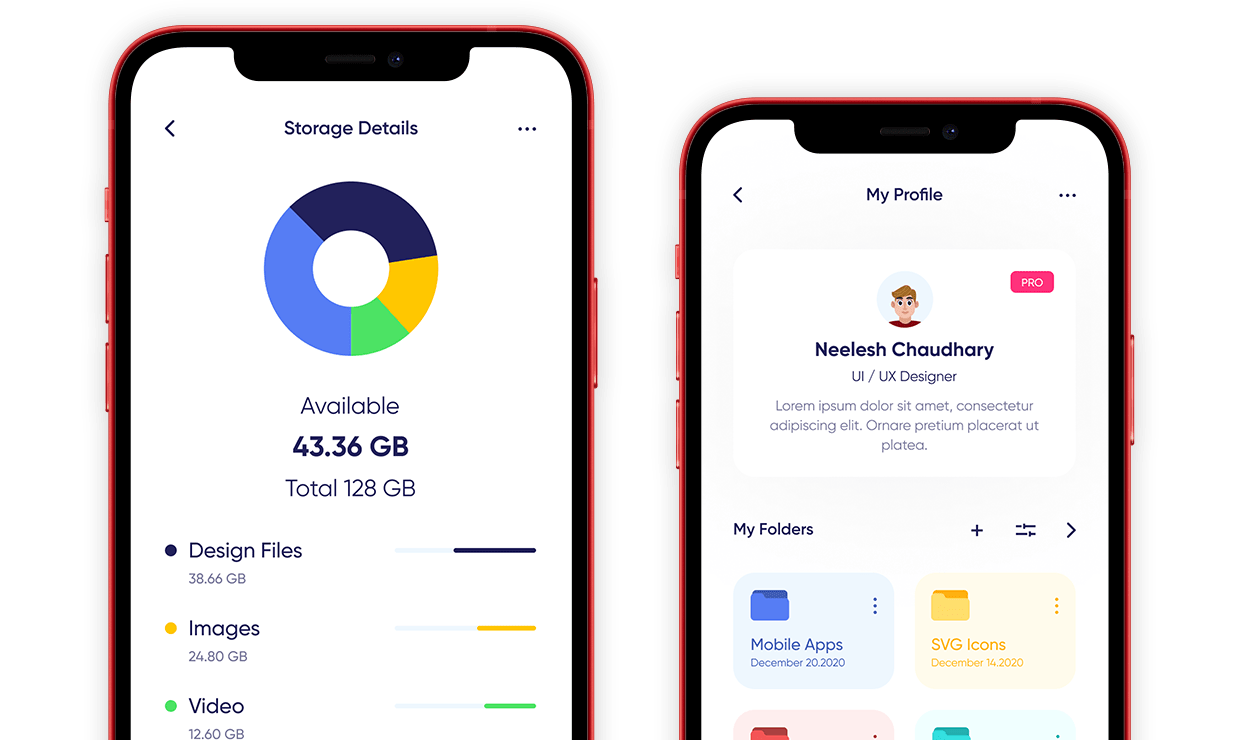 Storage Details
Available
43.36 GB
Total 128 GB
Design Files
38.66 GB
Images
24.80 GB
Video
12.60 GB
My Profile
PRO
Neelesh Chaudhary
UI / UX Designer
Lorem ipsum dolor sit amet, consectetur
adipiscing elit. Ornare pretium placerat ut
platea.
My Folders
Mobile Apps
December 20.2020
SVG Icons
December 14.2020